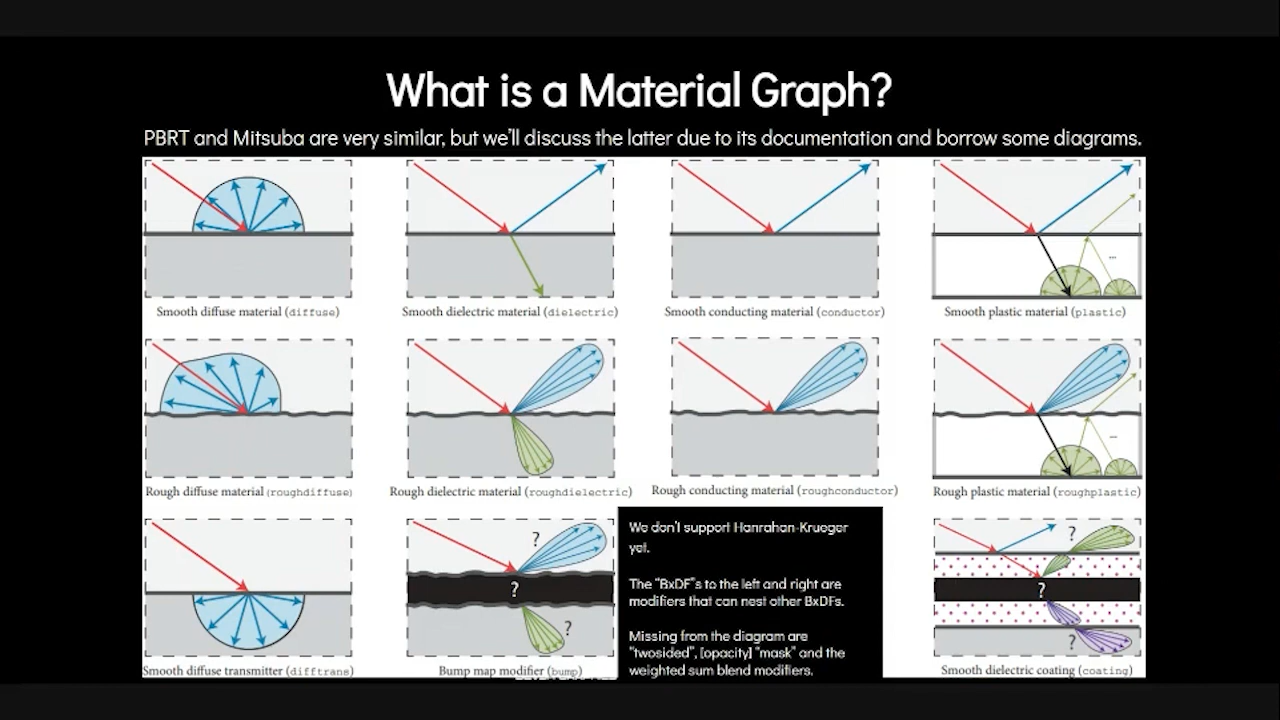 What is a Material Graph?
PBRT and Mitsuba are very similar, but we'll discuss the latter due to its documentation and borrow some diagrams.
...
Smooth diffuse material (diffuse)
Smooth dielectric material (dielectric)
Smooth conducting material (conductor)
Smooth plastic material (plastic)
...
Rough diffuse material (roughdiffuse)
Rough dielectric material (roughdielectric)
Rough conducting material (roughconductor)
Rough plastic material (roughplastic)
?
?
?
We don't support Hanrahan-Krueger
yet.
The "BxDF"s to the left and right are
modifiers that can nest other BxDFs.
Missing from the diagram are
"twosided", [opacity] "mask" and the
weighted sum blend modifiers.
?
?
?
Smooth diffuse transmitter (difftrans)
Bump map modifier (bump)
Smooth dielectric coating (coating)